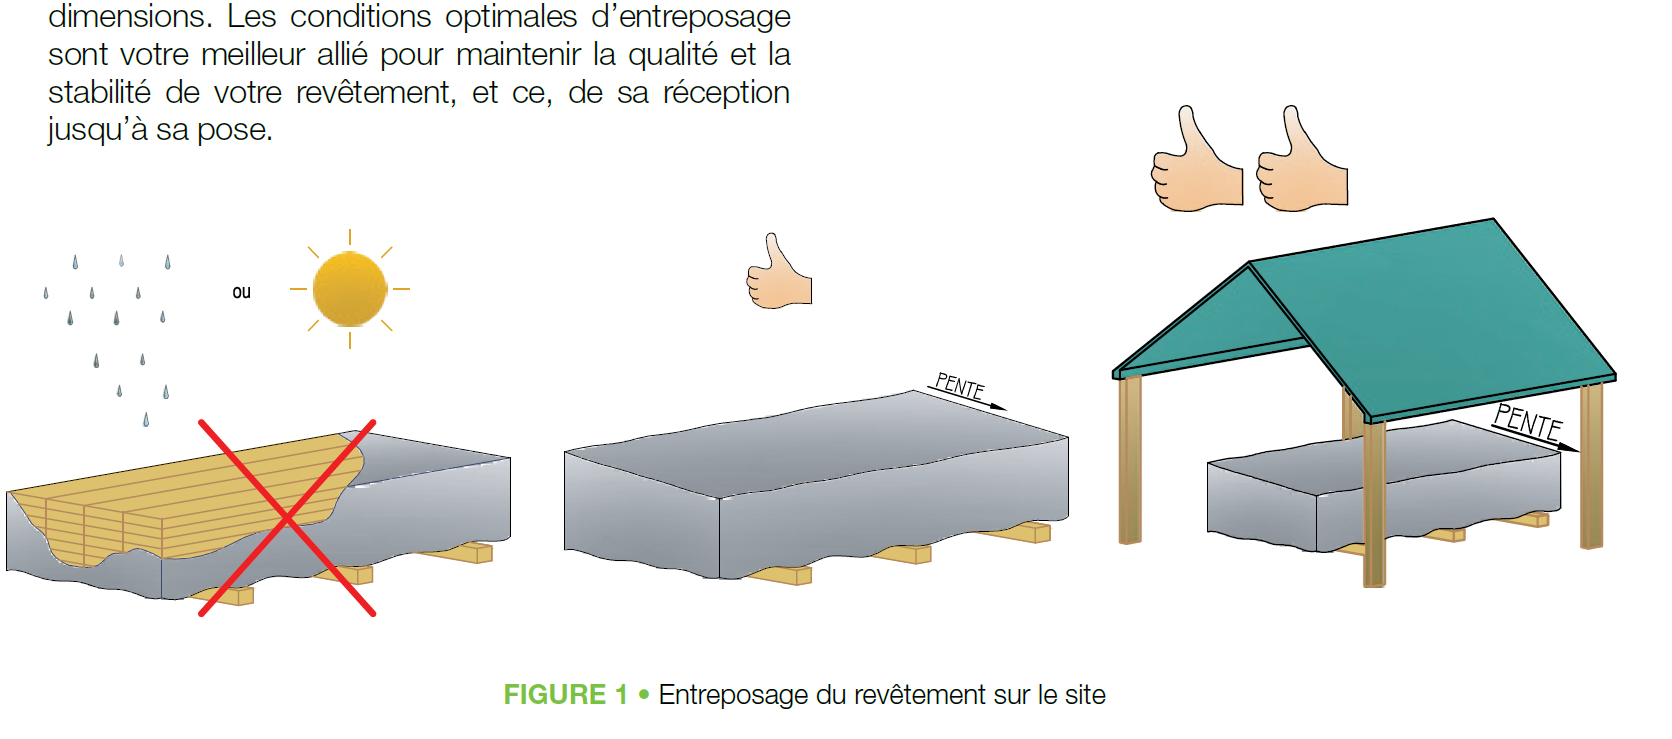 dimensions. Les conditions optimales d’entreposage
sont votre meilleur allié pour maintenir la qualité et la
stabilité de votre revêtement, et ce, de sa réception
jusqu’à sa pose.
ou
PENTE
PENTE
FIGURE 1 • Entreposage du revêtement sur le site